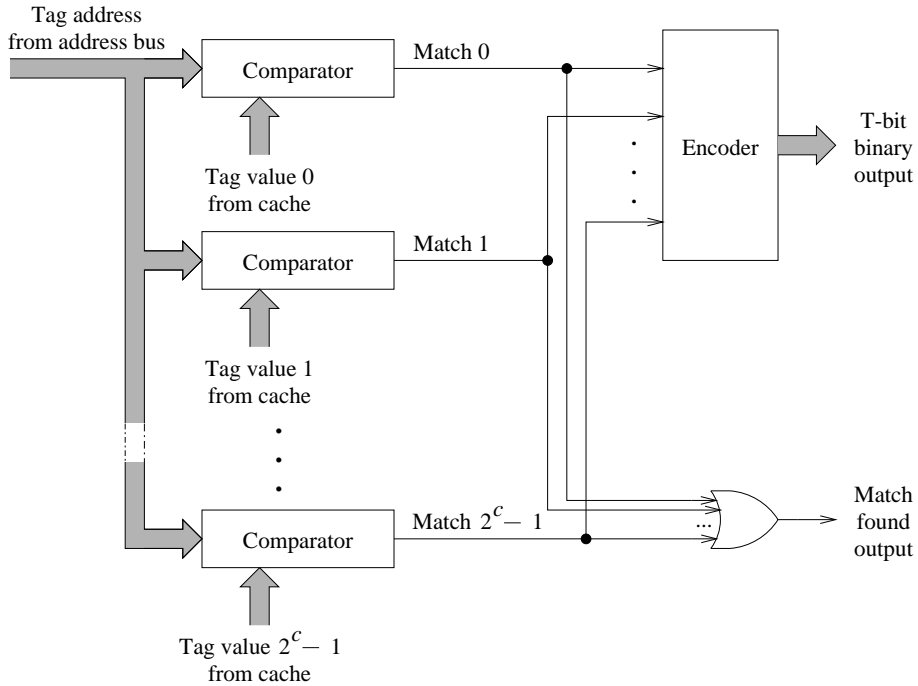 Tag address
from address bus
Comparator
Match 0
Tag value 0
from cache
Encoder
T-bit
binary
output
Comparator
Match 1
Tag value 1
from cache
Comparator
Match 2^c – 1
...
Match
found
output
Tag value 2^c – 1
from cache